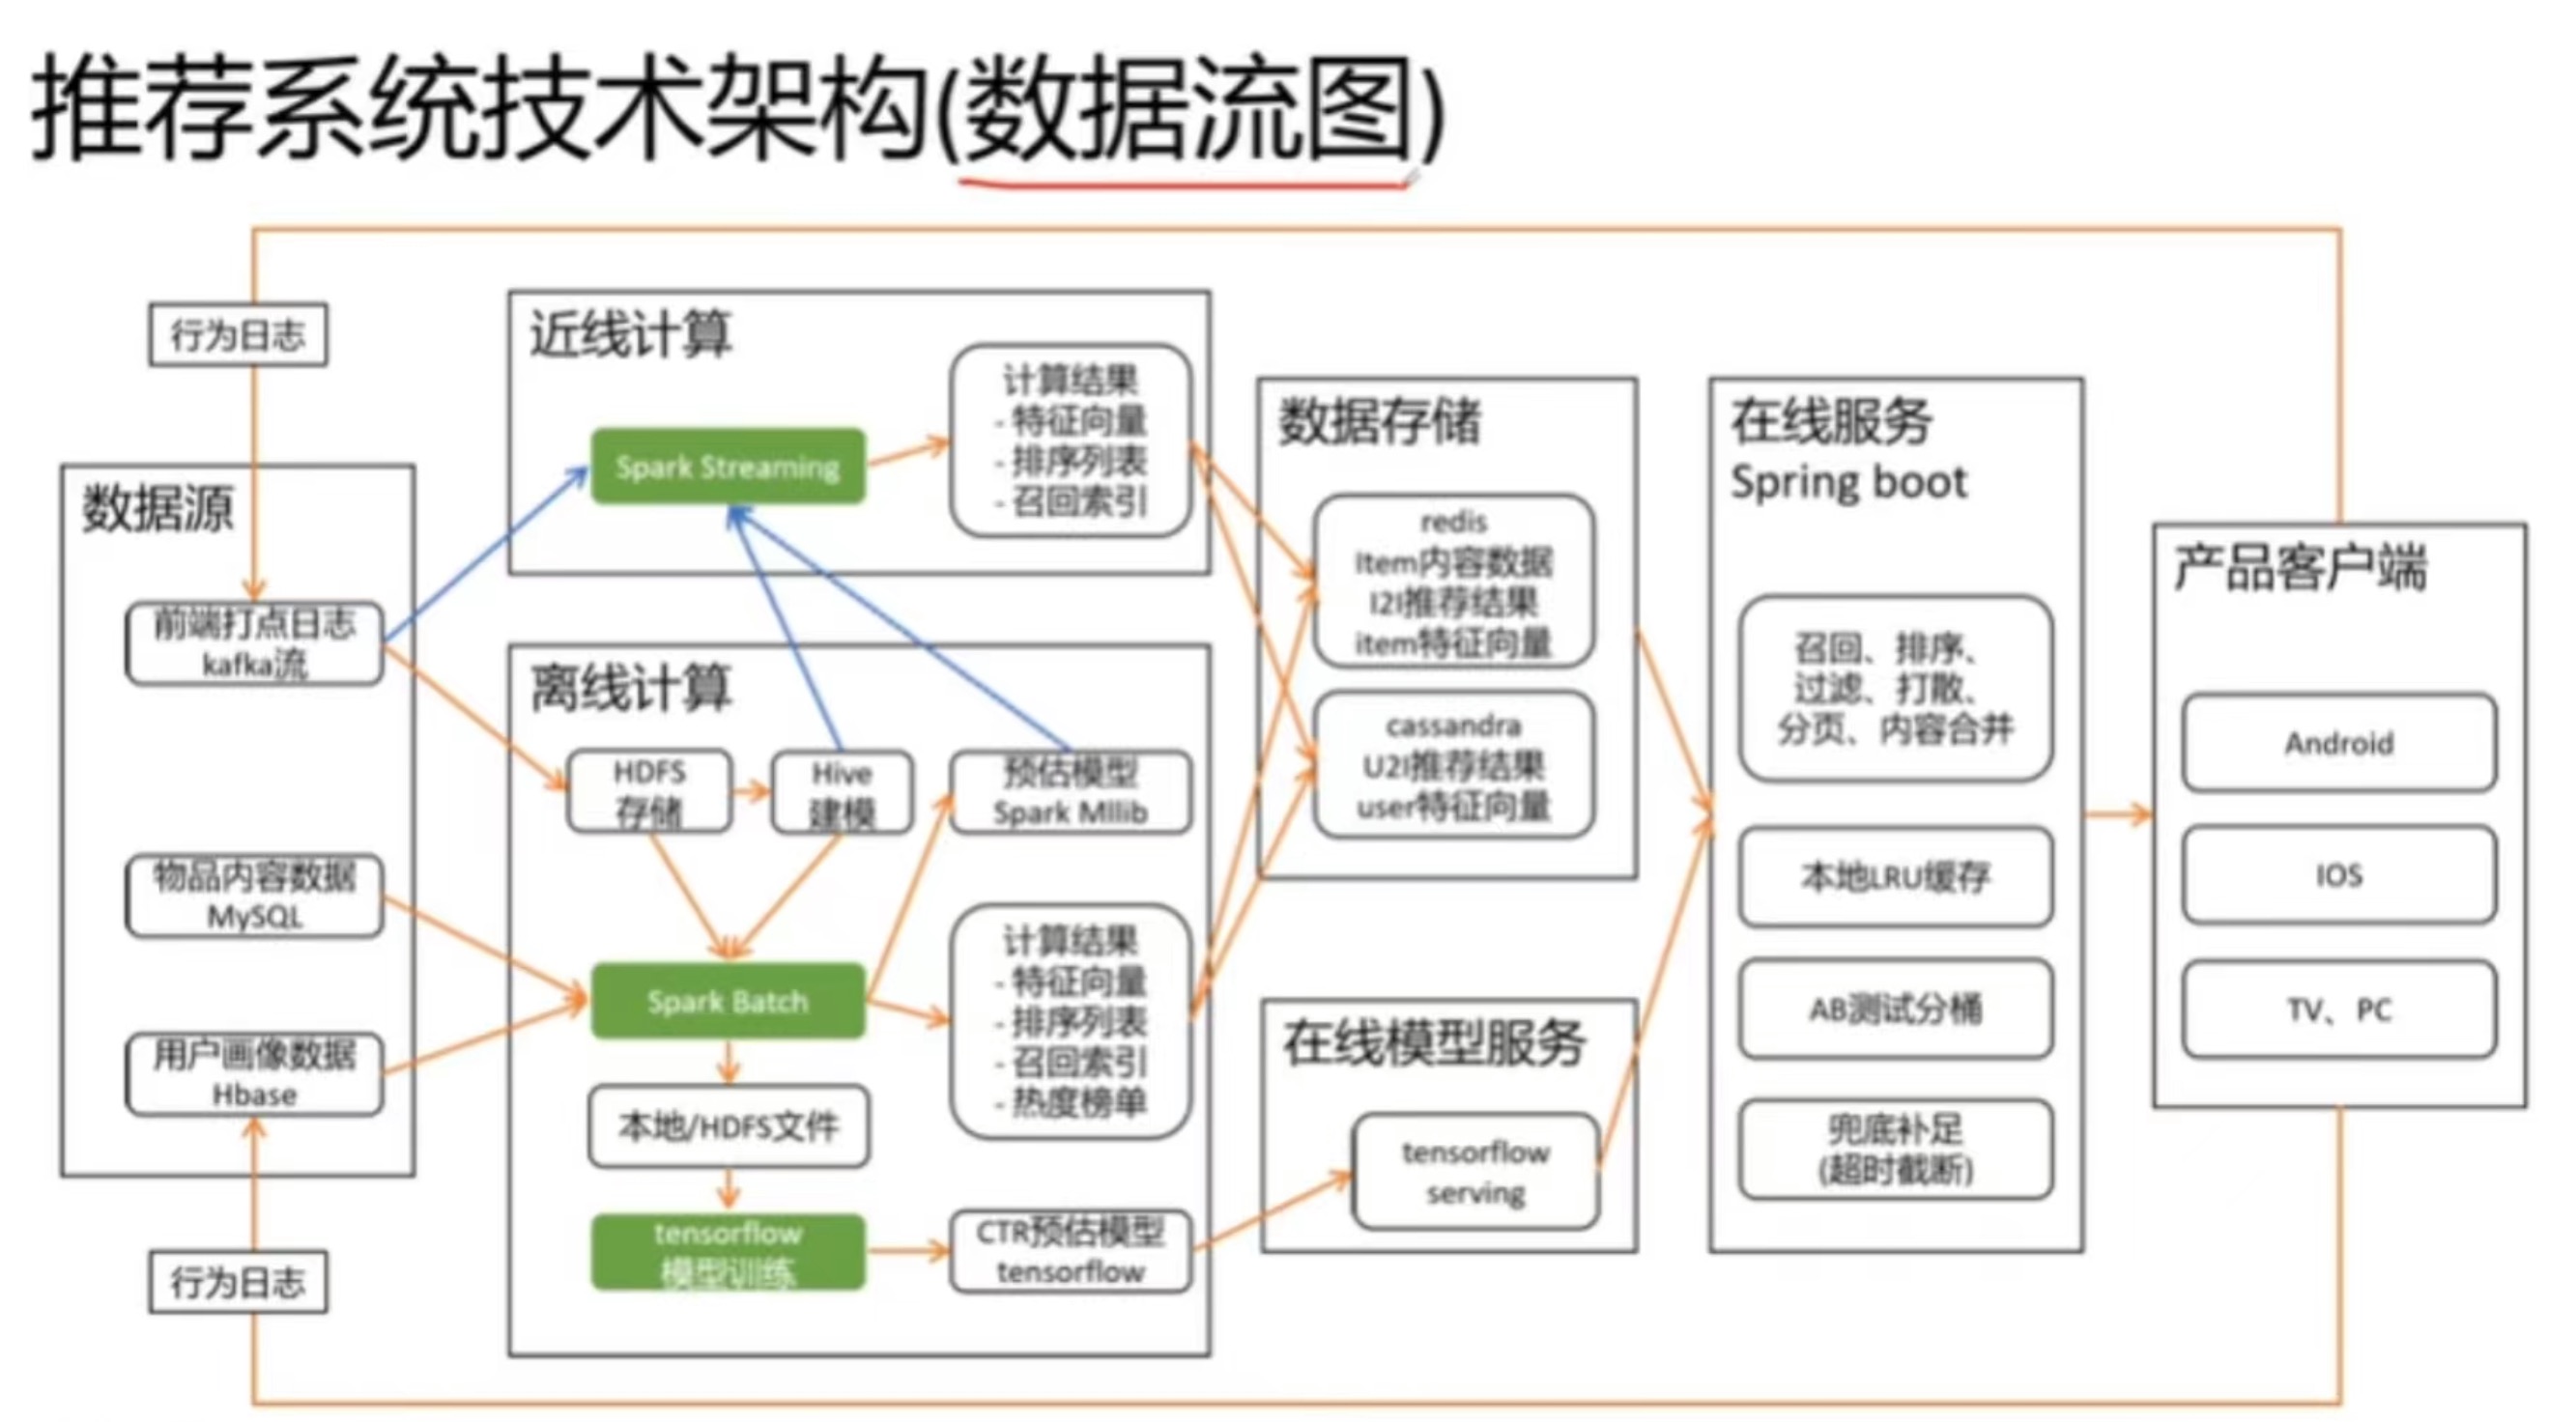 推荐系统技术架构(数据流图)
行为日志
数据源
前端打点日志
kafka流
物品内容数据
MySQL
用户画像数据
Hbase
行为日志
近线计算
Spark Streaming
计算结果
- 特征向量
- 排序列表
- 召回索引
离线计算
HDFS
存储
Hive
建模
预估模型
Spark Mllib
Spark Batch
计算结果
- 特征向量
- 排序列表
- 召回索引
- 热度榜单
本地/HDFS文件
tensorflow
模型训练
CTR预估模型
tensorflow
数据存储
redis
Item内容数据
I2I推荐结果
item特征向量
cassandra
U2I推荐结果
user特征向量
在线模型服务
tensorflow
serving
在线服务
Spring boot
召回、排序、
过滤、打散、
分页、内容合并
本地LRU缓存
AB测试分桶
兜底补足
(超时截断)
产品客户端
Android
IOS
TV、PC